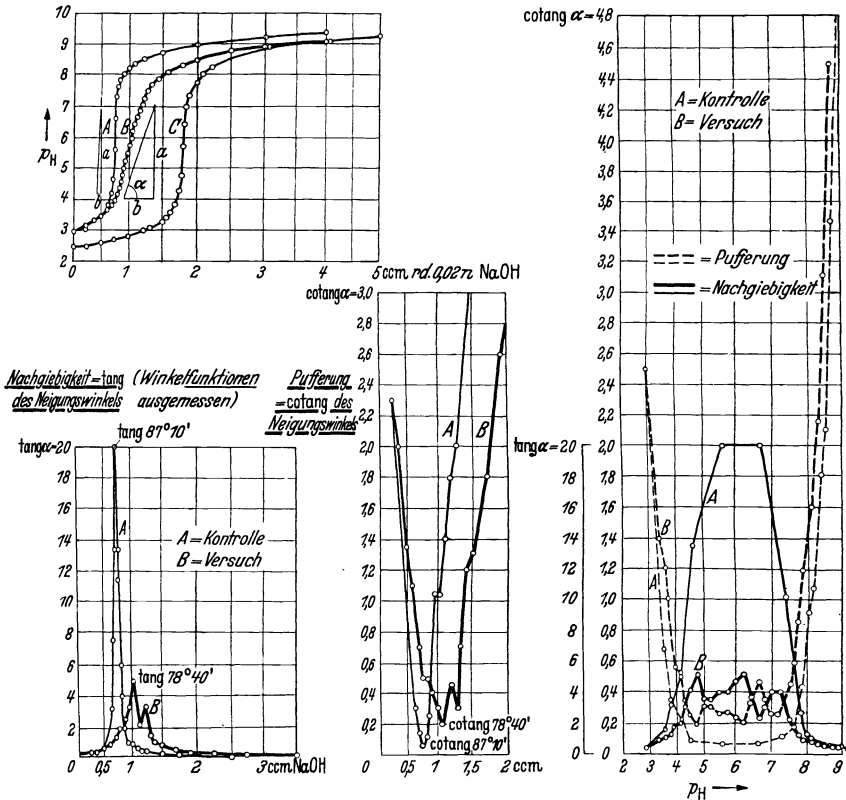 10
9
8
7
6
5
4
3
2
pH
A
B
C
a
a
b
α
b
0
1
2
3
4
5 ccm rd. 0,02 n NaOH
Nachgiebigkeit = tang (Winkelfunktionen
des Neigungswinkels ausgemessen)
Pufferung
= cotang des
Neigungswinkels
tang α = 20
18
16
14
12
10
8
6
4
2
0
tang 87°10'
A
A = Kontrolle
B = Versuch
tang 78°40'
B
0
0,5
1
2
3 ccm NaOH
cotang α = 3,0
2,8
2,6
2,4
2,2
2,0
1,8
1,6
1,4
1,2
1,0
0,8
0,6
0,4
0,2
A
B
cotang 78°40'
cotang 87°10'
0
0,5
1
1,5
2 ccm
cotang α = 4,8
4,4
4,2
4,0
3,8
3,6
3,4
3,2
3,0
2,8
2,6
2,4
2,2
2,0
1,8
1,6
1,4
1,2
1,0
0,8
0,6
0,4
0,2
0
A = Kontrolle
B = Versuch
= Pufferung
= Nachgiebigkeit
tang α = 20
18
16
14
12
10
8
6
4
2
0
A
B
A
B
2
3
4
5
6
7
8
9
pH